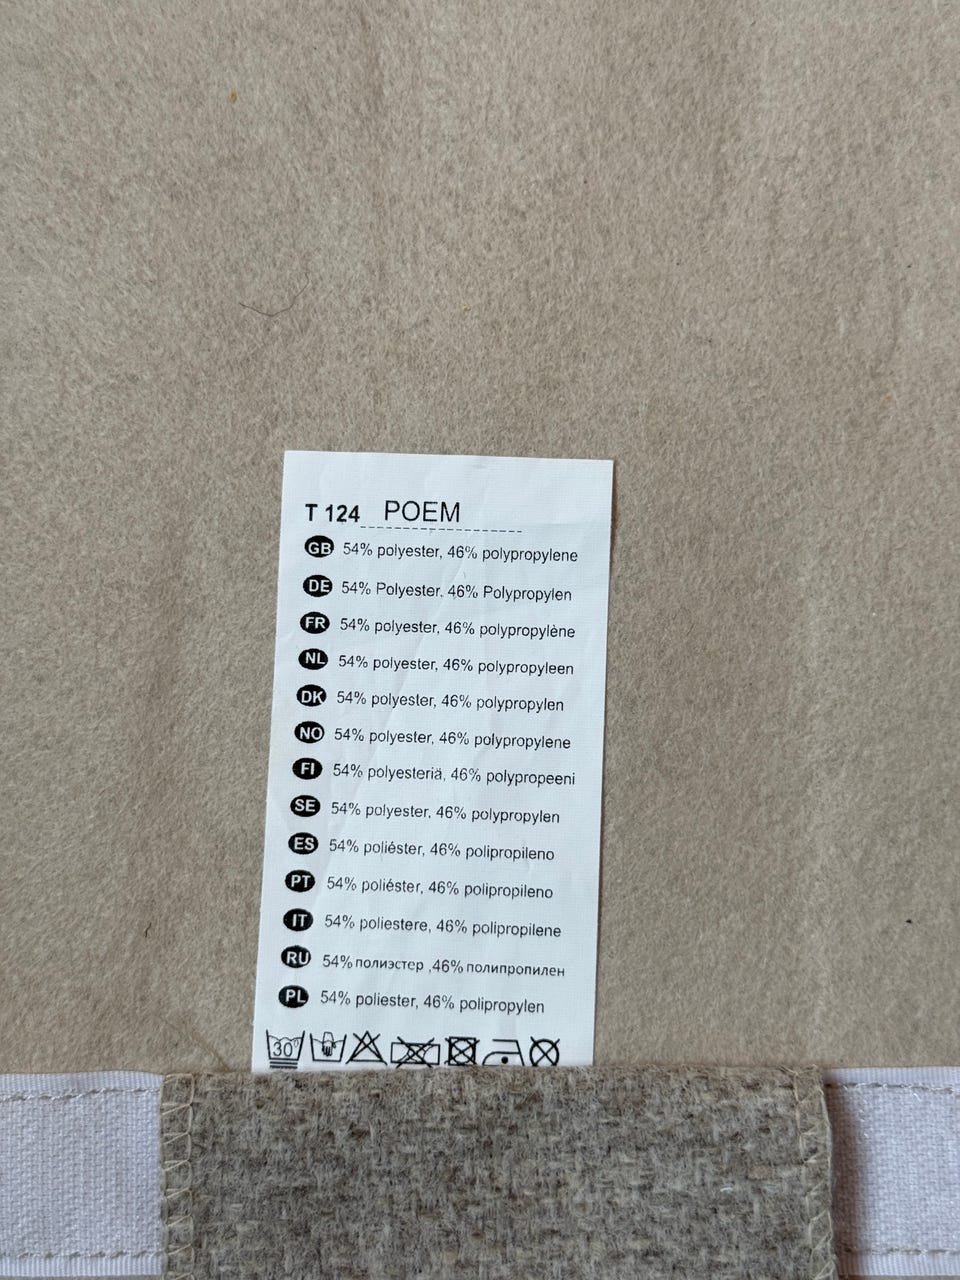 T 124 POEM
GB 54% polyester, 46% polypropylene
DE 54% Polyester. 46% Polypropylen
FR 54% polyester, 46% polypropylène
NL 54% polyester, 46% polypropyleen
DK 54% polyester, 46% polypropylen
NO 54% polyester, 46% polypropylene
FI 54% polyesteriä, 46% polypropeeni
SE 54% polyester, 46% polypropylen
ES 54% poliéster, 46% polipropileno
PT 54% poliéster, 46% polipropileno
IT 54% poliestere, 46% polipropilene
RU 54% полиэстер ,46% полипропилен
PL 54% poliester, 46% polipropylen
30°